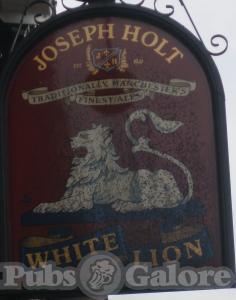 JOSEPH HOLT
TRADITIONALLY, MANCHESTER'S
FINEST ALES
WHITE LION
PUBS GALORE